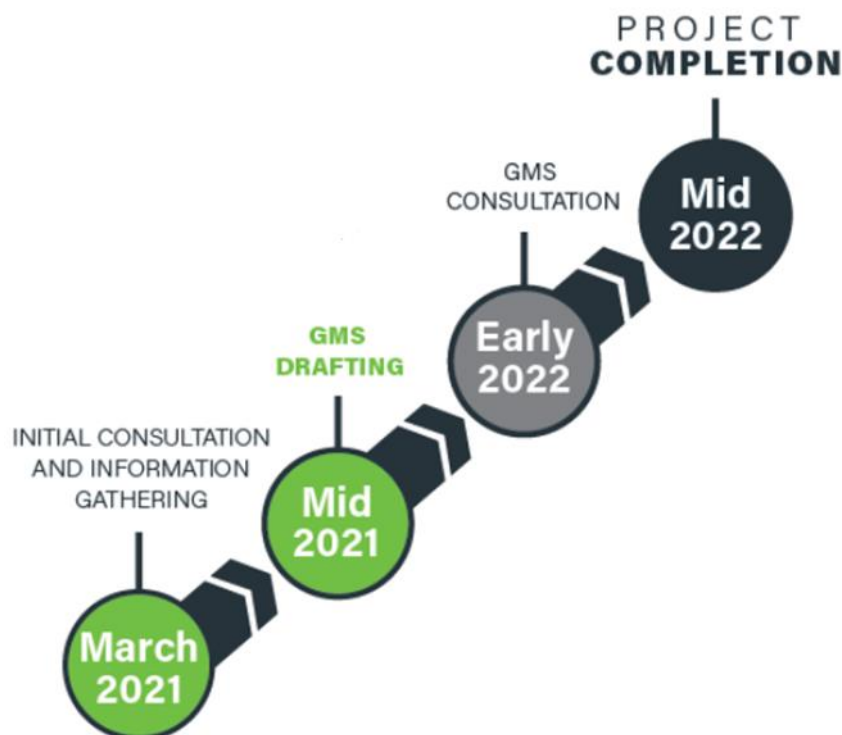 PROJECT
COMPLETION
Mid
2022
GMS
CONSULTATION
Early
2022
GMS
DRAFTING
Mid
2021
INITIAL CONSULTATION
AND INFORMATION
GATHERING
March
2021